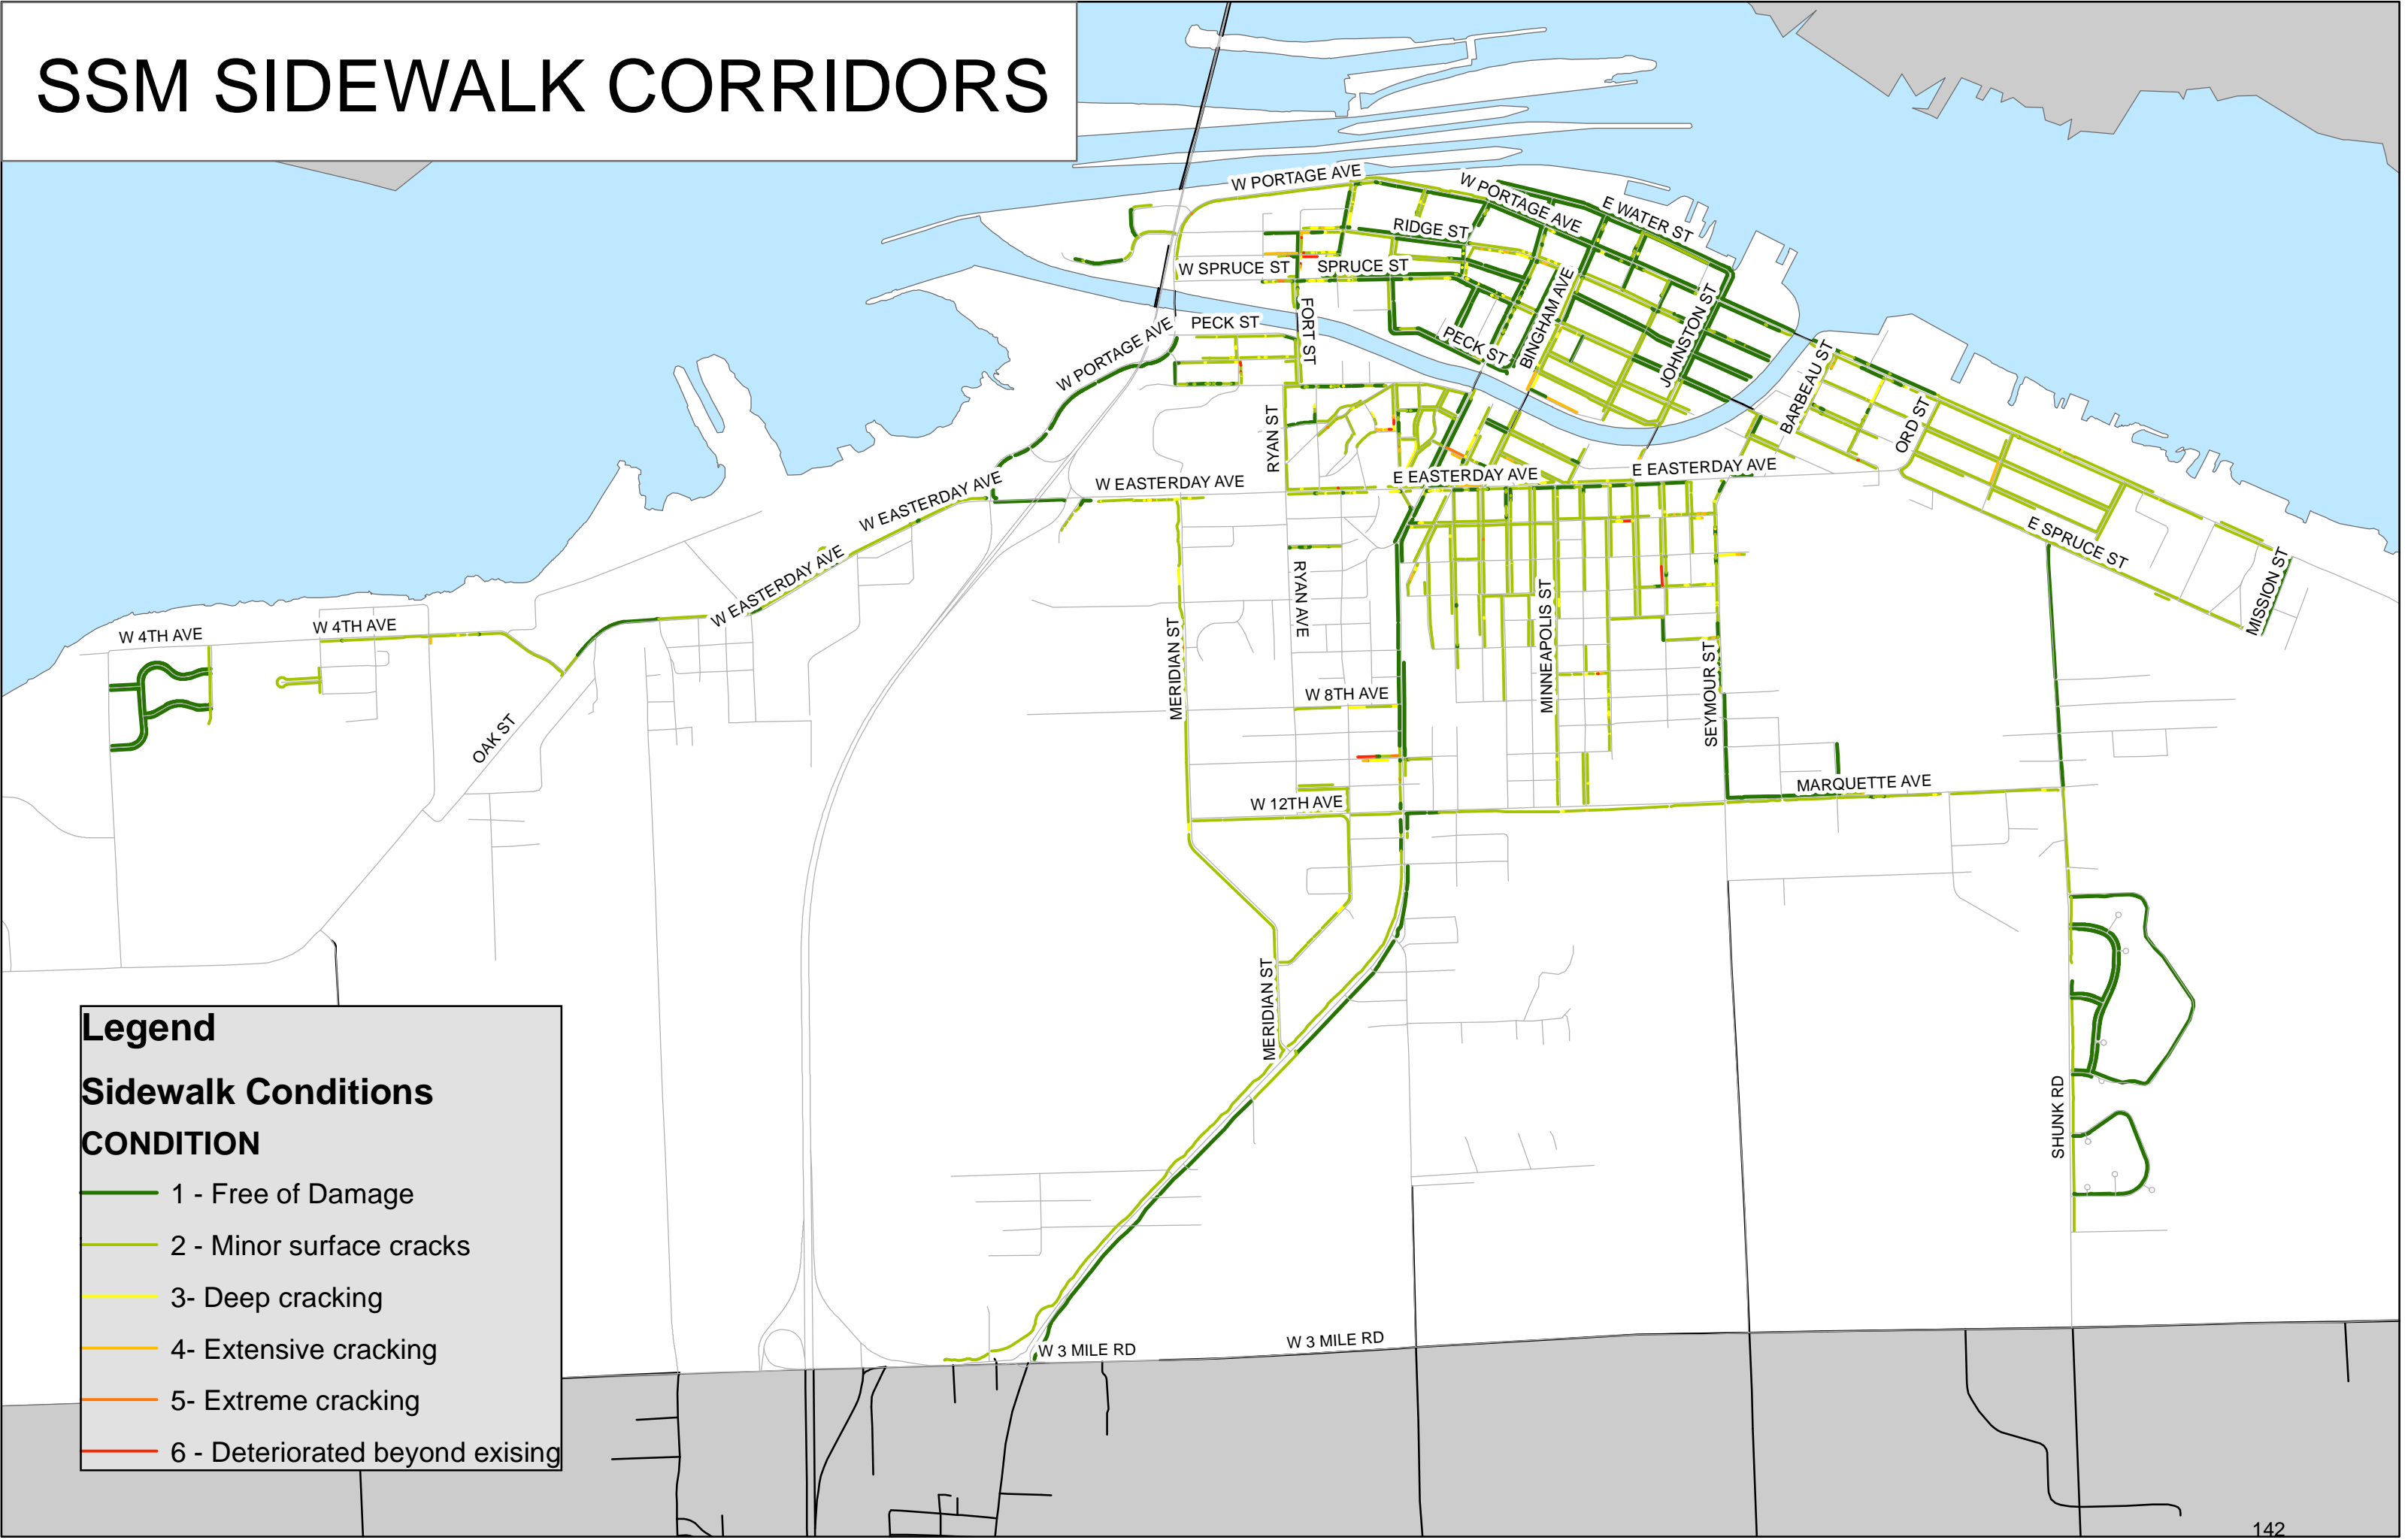 SSM SIDEWALK CORRIDORS
W PORTAGE AVE
W PORTAGE AVE
E WATER ST
RIDGE ST
W SPRUCE ST
SPRUCE ST
FORT ST
PECK ST
W PORTAGE AVE
PECK ST
BINGHAM AVE
JOHNSTON ST
BARBEAU ST
ORD ST
RYAN ST
W EASTERDAY AVE
E EASTERDAY AVE
E EASTERDAY AVE
W EASTERDAY AVE
W EASTERDAY AVE
E SPRUCE ST
MISSION ST
RYAN AVE
MINNEAPOLIS ST
W 4TH AVE
W 4TH AVE
MERIDIAN ST
SEYMOUR ST
W 8TH AVE
OAK ST
MARQUETTE AVE
W 12TH AVE
MERIDIAN ST
SHUNK RD
W 3 MILE RD
W 3 MILE RD
Legend
Sidewalk Conditions
CONDITION
1 - Free of Damage
2 - Minor surface cracks
3- Deep cracking
4- Extensive cracking
5- Extreme cracking
6 - Deteriorated beyond exising
142